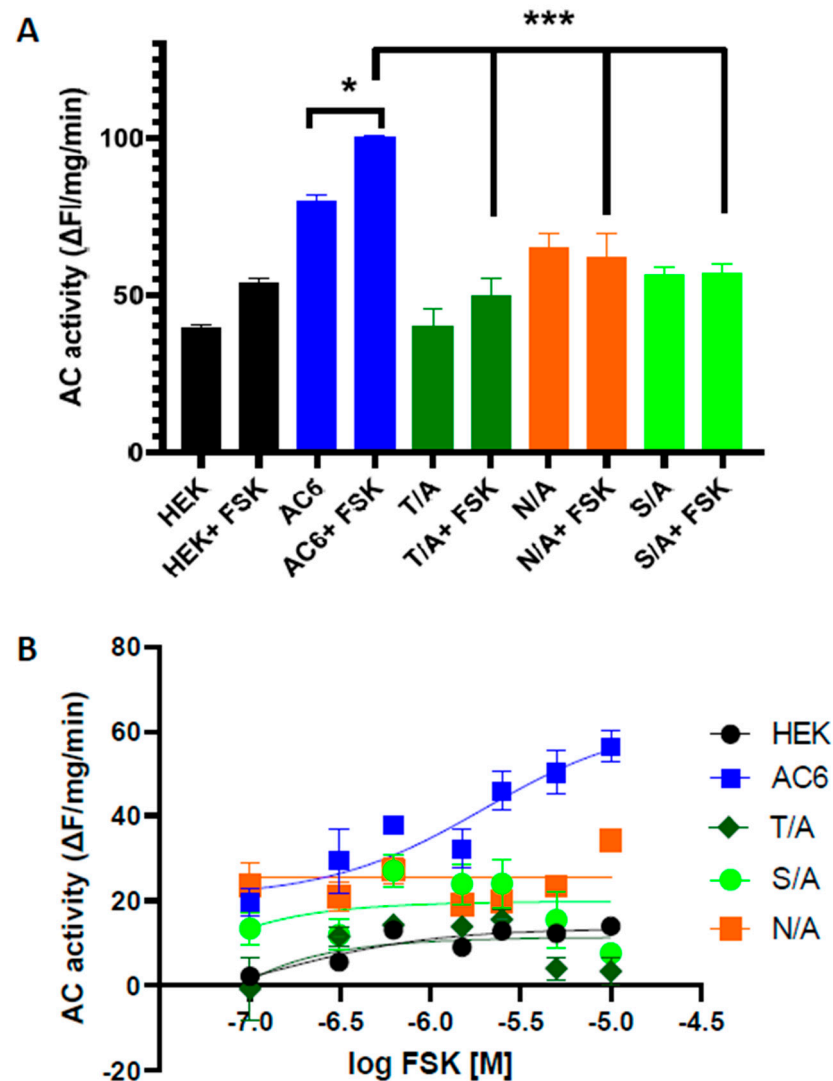 A
***
*
AC activity (ΔFl/mg/min)
100
50
0
HEK
HEK+ FSK
AC6
AC6+ FSK
T/A
T/A+ FSK
N/A
N/A+ FSK
S/A
S/A+ FSK
B
AC activity (ΔF/mg/min)
80
60
40
20
0
-20
-7.0 -6.5 -6.0 -5.5 -5.0 -4.5
log FSK [M]
HEK
AC6
T/A
S/A
N/A